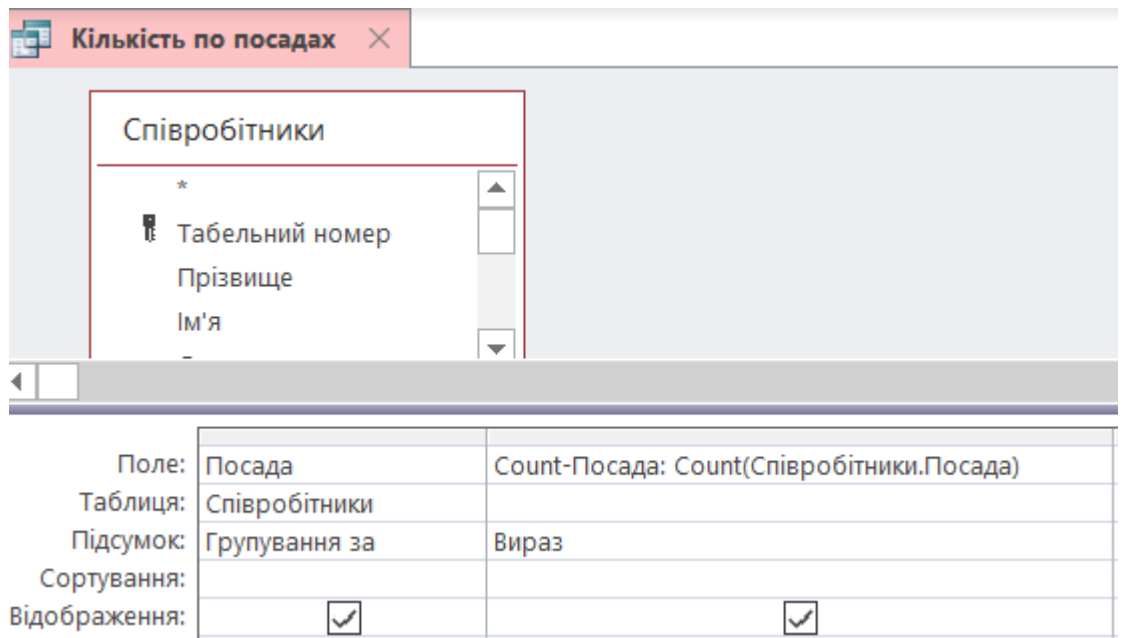 Кількість по посадах
Співробітники
*
Табельний номер
Прізвище
Ім'я
Поле: Посада Count-Посада: Count(Співробітники.Посада)
Таблиця: Співробітники
Підсумок: Групування за Вираз
Сортування:
Відображення: